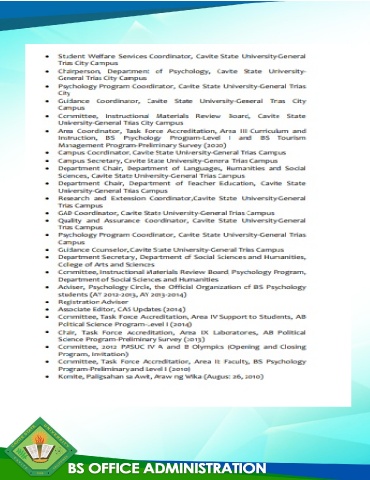 • Student Welfare Services Coordinator, Cavite State University-General
Trias City Campus
• Chairperson, Department of Psychology, Cavite State University-
General Trias City Campus
• Psychology Program Coordinator, Cavite State University-General Trias
City
• Guidance Coordinator, Cavite State University-General Trias City
Campus
• Committee, Instructional Materials Review Board, Cavite State
University-General Trias City Campus
• Area Coordinator, Task Force Accreditation, Area III Curriculum and
Instruction, BS Psychology Program-Level I and BS Tourism
Management Program-Preliminary Survey (2020)
• Campus Coordinator, Cavite State University-General Trias Campus
• Campus Secretary, Cavite State University-General Trias Campus
• Department Chair, Department of Languages, Humanities and Social
Sciences, Cavite State University-General Trias Campus
• Department Chair, Department of Teacher Education, Cavite State
University-General Trias Campus
• Research and Extension Coordinator,Cavite State University-General
Trias Campus
• GAD Coordinator, Cavite State University-General Trias Campus
• Quality and Assurance Coordinator, Cavite State University-General
Trias Campus
• Psychology Program Coordinator, Cavite State University-General Trias
Campus
• Guidance Counselor,Cavite State University-General Trias Campus
• Department Secretary, Department of Social Sciences and Humanities,
College of Arts and Sciences
• Committee, Instructional Materials Review Board, Psychology Program,
Department of Social Sciences and Humanities
• Adviser, Psychology Circle, the Official Organization of BS Psychology
students (AY 2012-2013, AY 2013-2014)
• Registration Adviser
• Associate Editor, CAS Updates (2014)
• Committee, Task Force Accreditation, Area IV Support to Students, AB
Political Science Program-Level I (2014)
• Chair, Task Force Accreditation, Area IX Laboratories, AB Political
Science Program-Preliminary Survey (2013)
• Committee, 2012 PASUC IV A and B Olympics (Opening and Closing
Program, Invitation)
• Committee, Task Force Accreditation, Area II: Faculty, BS Psychology
Program-Preliminary and Level I (2010)
• Komite, Paligsahan sa Awit, Araw ng Wika (August 26, 2010)
BS OFFICE ADMINISTRATION